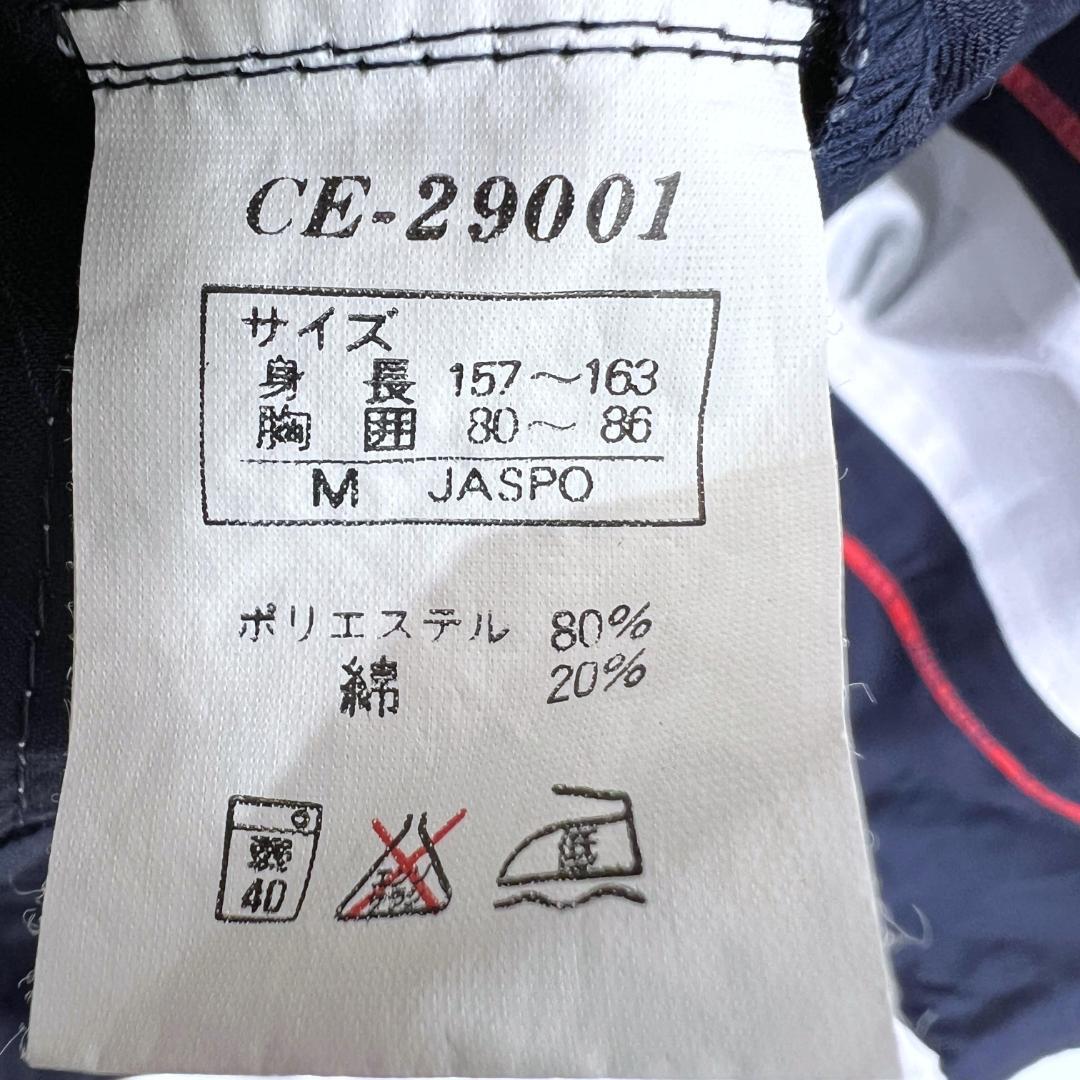 CE-29001
サイズ
身長 157～163
胸囲 80～86
M JASPO
ポリエステル 80%
綿 20%
40
低